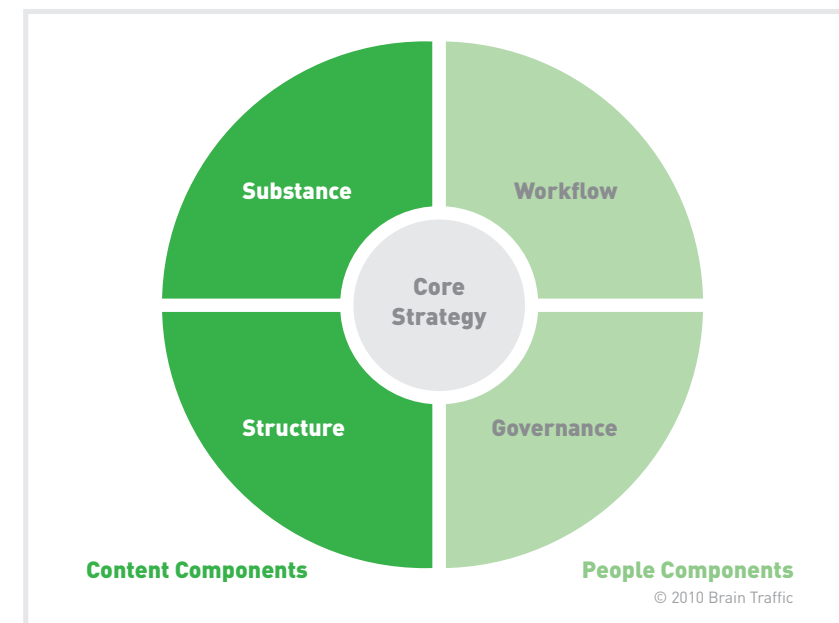 Substance
Workflow
Core
Strategy
Structure
Governance
Content Components
People Components
© 2010 Brain Traffic